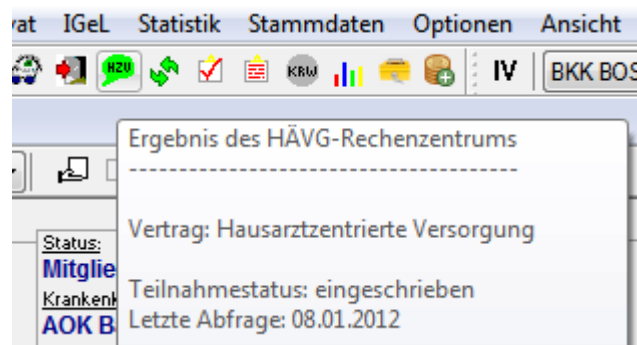 vat IGeL Statistik Stammdaten Optionen Ansicht
HZV KBW IV BKK BOS
Ergebnis des HÄVG-Rechenzentrums
---------------------------------------
Vertrag: Hausarztzentrierte Versorgung
Status:
Mitglie
Teilnahmestatus: eingeschrieben
Krankenk
Letzte Abfrage: 08.01.2012
AOK B